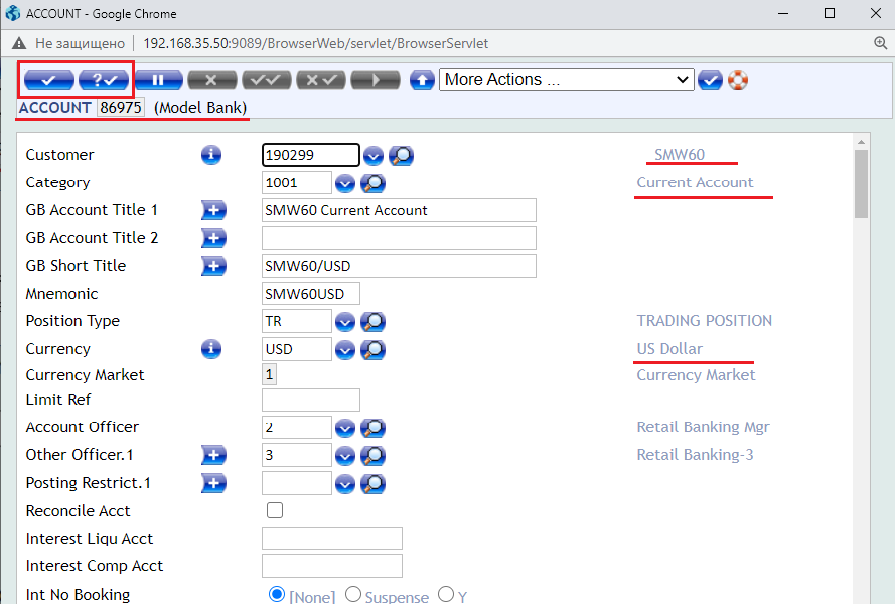 ACCOUNT - Google Chrome
Не защищено 192.168.35.50:9089/BrowserWeb/servlet/BrowserServlet
More Actions ...
ACCOUNT 86975 (Model Bank)
Customer 190299 SMW60
Category 1001 Current Account
GB Account Title 1 SMW60 Current Account
GB Account Title 2
GB Short Title SMW60/USD
Mnemonic SMW60USD
Position Type TR TRADING POSITION
Currency USD US Dollar
Currency Market 1 Currency Market
Limit Ref
Account Officer 2 Retail Banking Mgr
Other Officer.1 3 Retail Banking-3
Posting Restrict.1
Reconcile Acct
Interest Liqu Acct
Interest Comp Acct
Int No Booking [None] Suspense Y